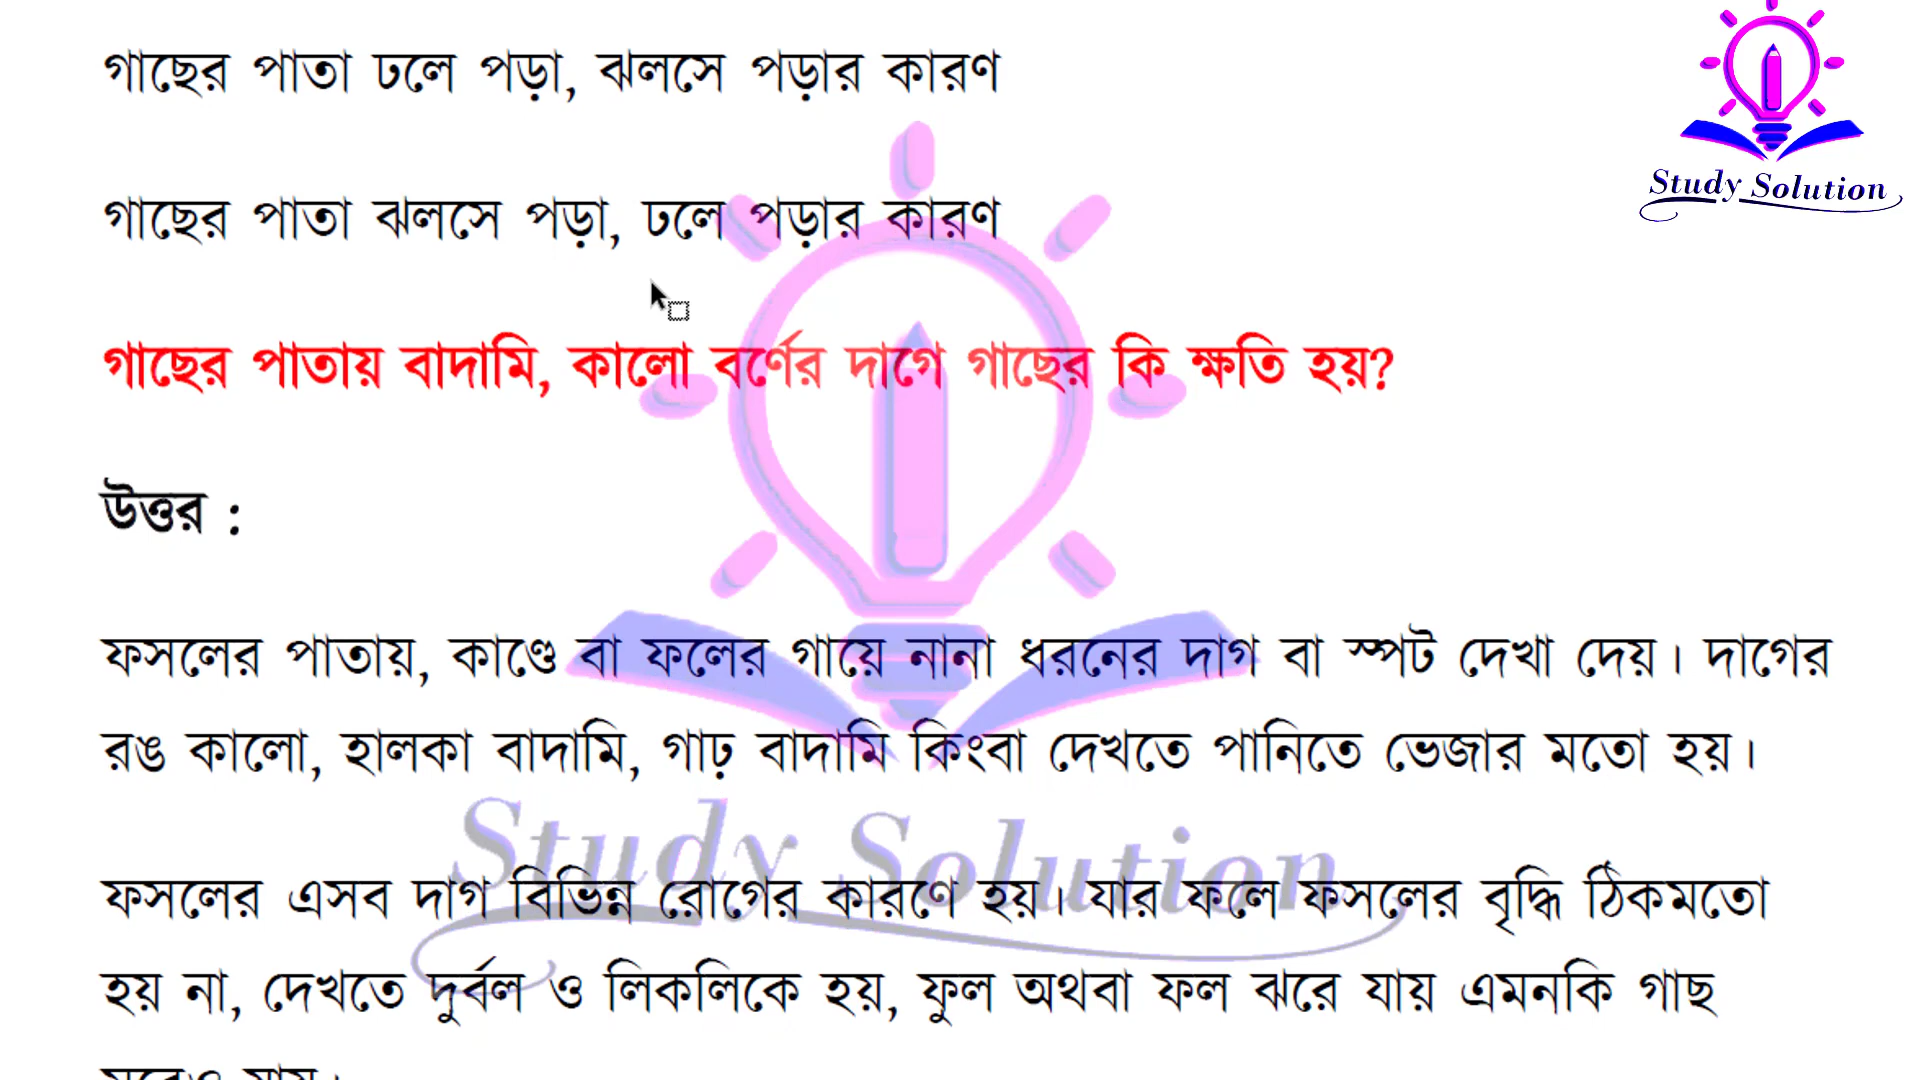 গাছের পাতা ঢলে পড়া, ঝলসে পড়ার কারণ
Study Solution
গাছের পাতা ঝলসে পড়া, ঢলে পড়ার কারণ
গাছের পাতায় বাদামি, কালো বর্ণের দাগে গাছের কি ক্ষতি হয়?
উত্তর :
ফসলের পাতায়, কাণ্ডে বা ফলের গায়ে নানা ধরনের দাগ বা স্পট দেখা দেয়। দাগের
রঙ কালো, হালকা বাদামি, গাঢ় বাদামি কিংবা দেখতে পানিতে ভেজার মতো হয়।
Study Solution
ফসলের এসব দাগ বিভিন্ন রোগের কারণে হয়। যার ফলে ফসলের বৃদ্ধি ঠিকমতো
হয় না, দেখতে দুর্বল ও লিকলিকে হয়, ফুল অথবা ফল ঝরে যায় এমনকি গাছ